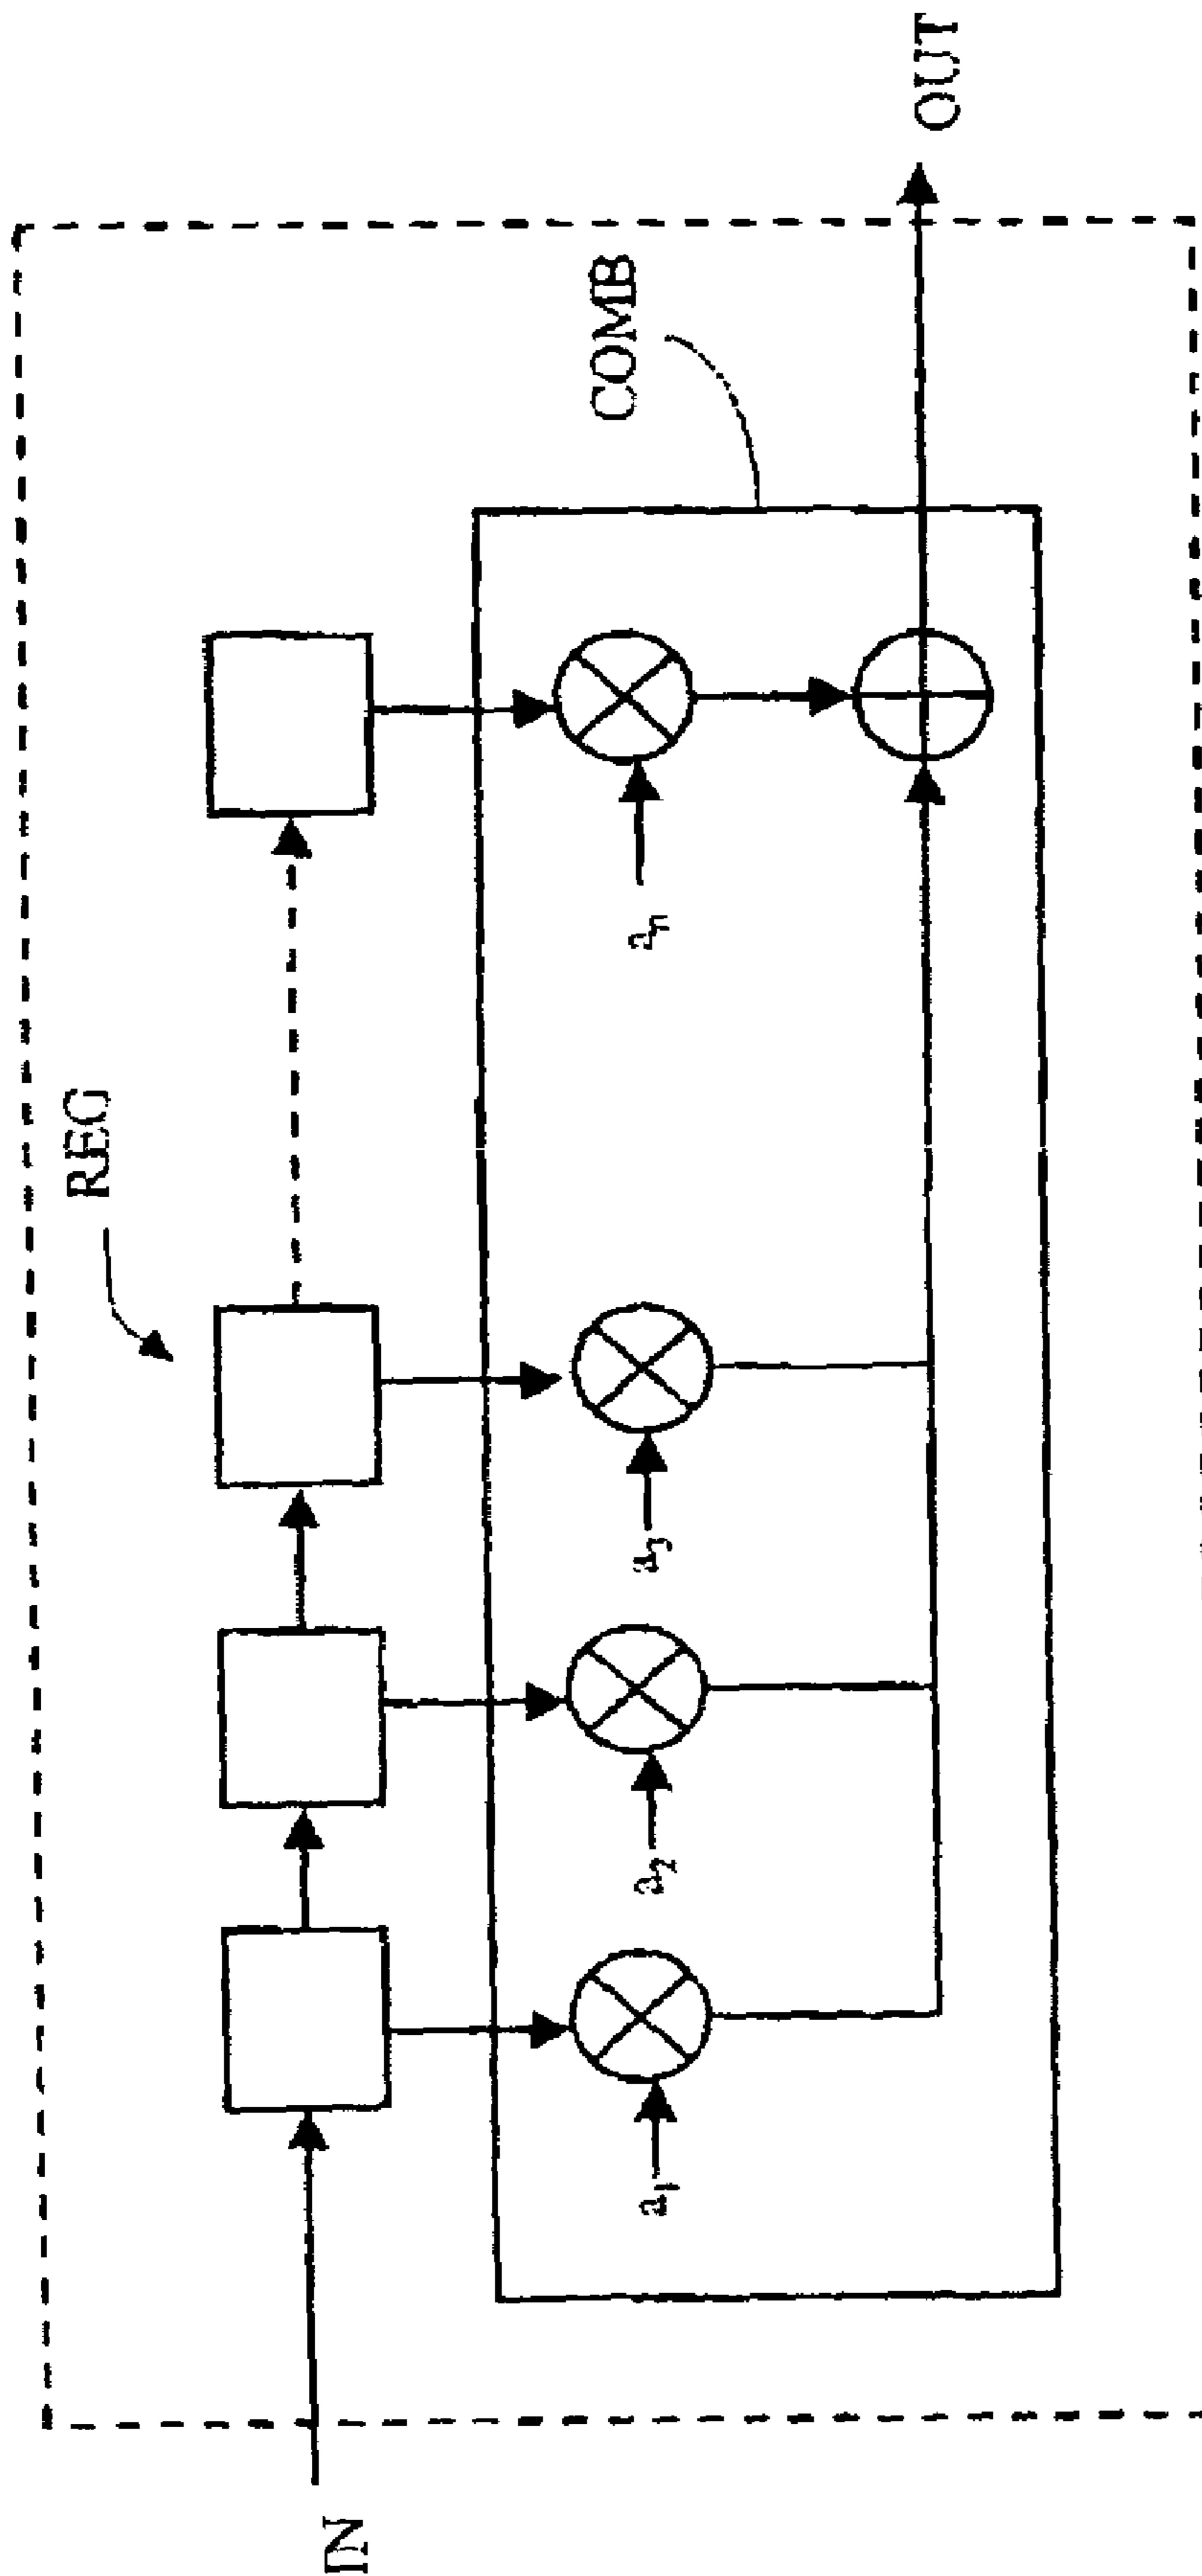 REG
COMB
a₁
a₂
a₃
aₙ
IN
OUT